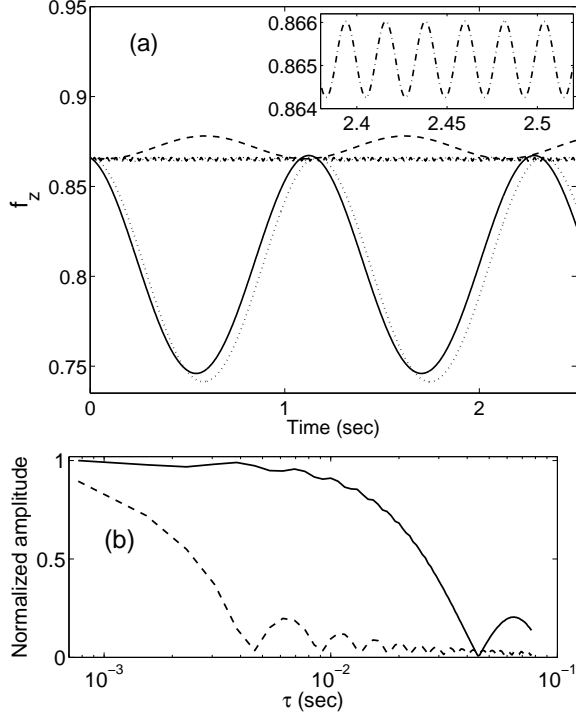 (a)
0.95
0.9
0.85
0.8
0.75
f_z
0 1 2
Time (sec)
0.866
0.865
0.864
2.4 2.45 2.5
(b)
1
0.5
0
Normalized amplitude
10⁻³ 10⁻² 10⁻¹
τ (sec)